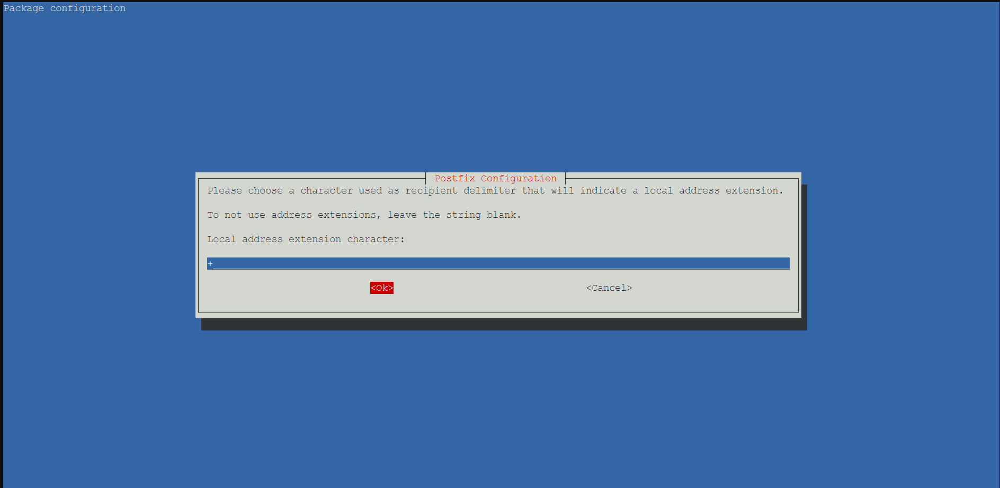 Package configuration
Postfix Configuration
Please choose a character used as recipient delimiter that will indicate a local address extension.
To not use address extensions, leave the string blank.
Local address extension character:
+
<Ok> <Cancel>